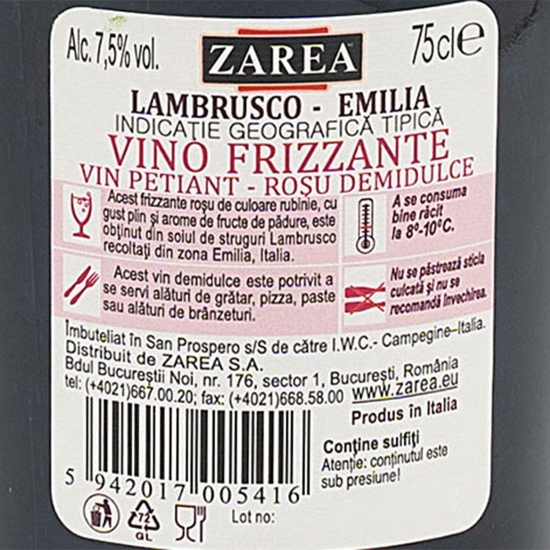 Alc. 7,5% vol.
ZAREA
75cl e
LAMBRUSCO - EMILIA
INDICAȚIE GEOGRAFICĂ TIPICĂ
VINO FRIZZANTE
VIN PETIANT - ROȘU DEMIDULCE
Acest frizzante roșu de culoare rubinie, cu
gust plin și arome de fructe de pădure, este
obținut din soiul de struguri Lambrusco
recoltați din zona Emilia, Italia.
A se consuma
bine răcit
la 8º-10ºC.
Acest vin demidulce este potrivit a
se servi alături de grătar, pizza, paste
sau alături de brânzeturi.
Nu se păstrează sticla
culcată și nu se
recomandă învechirea.
Îmbuteliat în San Prospero s/S de către I.W.C.- Campegine-Italia.
Distribuit de ZAREA S.A.
Bdul Bucureștii Noi, nr. 176, sector 1, București, România
tel: (+4021)667.00.20; fax: (+4021)668.58.00 www.zarea.eu
Produs în Italia
Conține sulfiți
Atenție: conținutul este
sub presiune!
5 942017 005416
72
GL
Lot no: